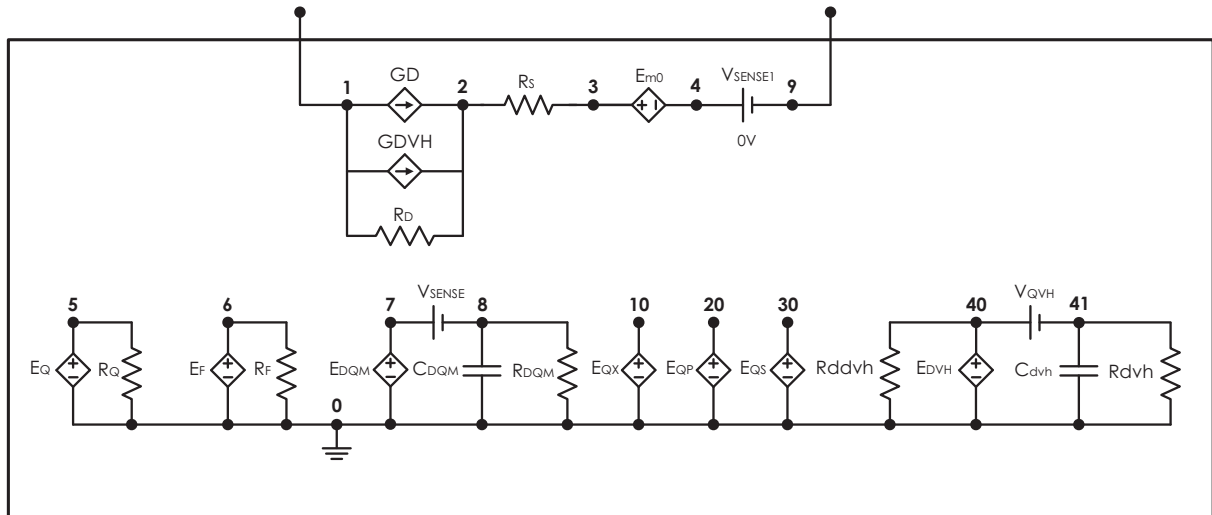 GD
1
2
RS
3
Em0
4
VSENSE1
9
0V
GDVH
RD
5
EQ
RQ
6
EF
RF
0
7
VSENSE
8
EDQM
CDQM
RDQM
10
EQX
20
EQP
30
EQS
Rddvh
40
EDVH
VQVH
41
Cdvh
Rdvh